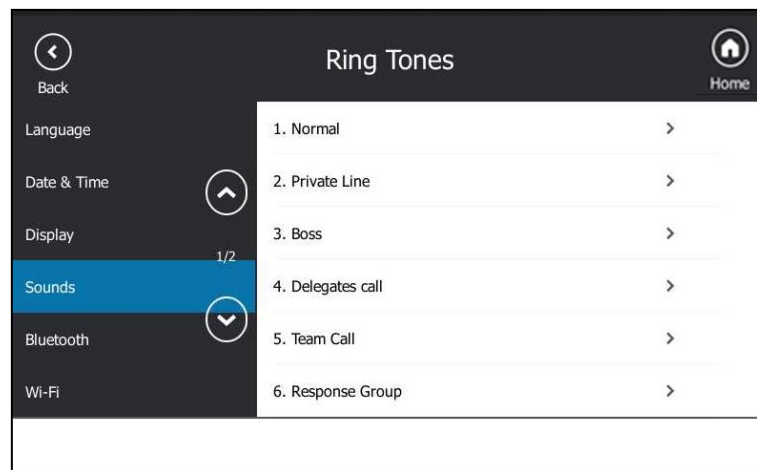 Ring Tones
Back
Home
Language
Date & Time
Display
1/2
Sounds
Bluetooth
Wi-Fi
1. Normal
2. Private Line
3. Boss
4. Delegates call
5. Team Call
6. Response Group